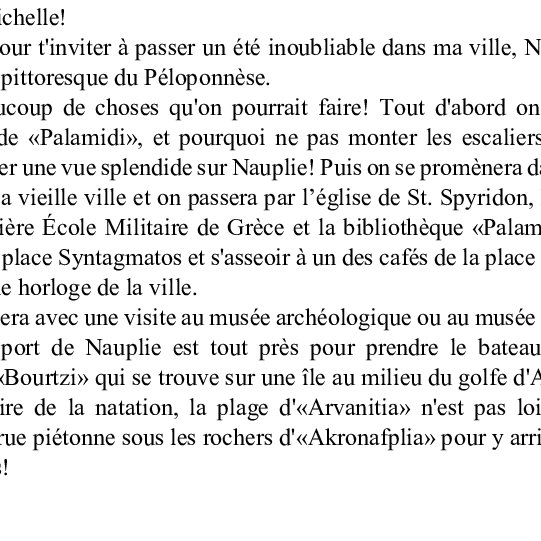 ichelle!
our t'inviter à passer un été inoubliable dans ma ville, N
pittoresque du Péloponnèse.
ucoup de choses qu'on pourrait faire! Tout d'abord on
de «Palamidi», et pourquoi ne pas monter les escaliers
er une vue splendide sur Nauplie! Puis on se promènera d
a vieille ville et on passera par l’église de St. Spyridon,
ière École Militaire de Grèce et la bibliothèque «Palam
place Syntagmatos et s'asseoir à un des cafés de la place
e horloge de la ville.
era avec une visite au musée archéologique ou au musée
port de Nauplie est tout près pour prendre le bateau
«Bourtzi» qui se trouve sur une île au milieu du golfe d'A
ire de la natation, la plage d'«Arvanitia» n'est pas loi
rue piétonne sous les rochers d'«Akronafplia» pour y arri
s!